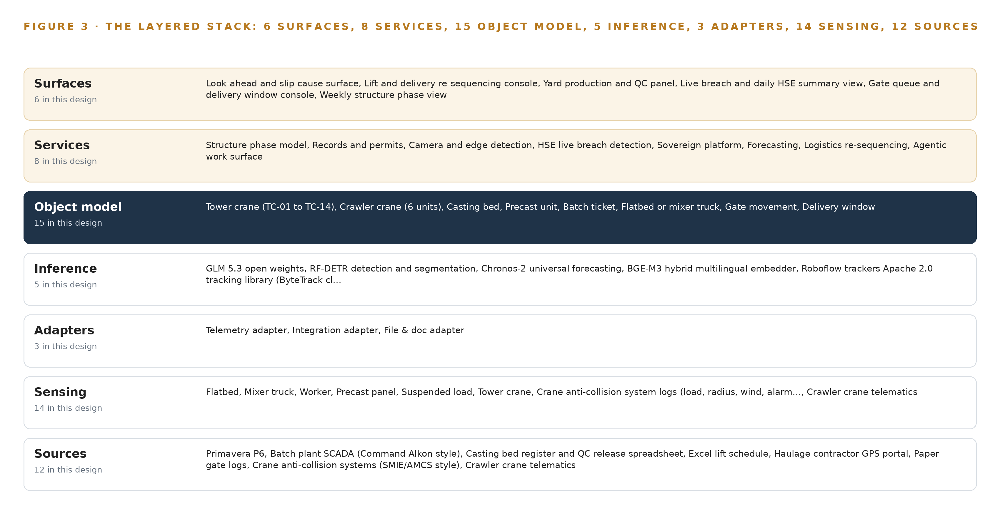 FIGURE 3 · THE LAYERED STACK: 6 SURFACES, 8 SERVICES, 15 OBJECT MODEL, 5 INFERENCE, 3 ADAPTERS, 14 SENSING, 12 SOURCES
Surfaces
6 in this design
Look-ahead and slip cause surface, Lift and delivery re-sequencing console, Yard production and QC panel, Live breach and daily HSE summary view, Gate queue and
delivery window console, Weekly structure phase view
Services
8 in this design
Structure phase model, Records and permits, Camera and edge detection, HSE live breach detection, Sovereign platform, Forecasting, Logistics re-sequencing, Agentic
work surface
Object model
15 in this design
Tower crane (TC-01 to TC-14), Crawler crane (6 units), Casting bed, Precast unit, Batch ticket, Flatbed or mixer truck, Gate movement, Delivery window
Inference
5 in this design
GLM 5.3 open weights, RF-DETR detection and segmentation, Chronos-2 universal forecasting, BGE-M3 hybrid multilingual embedder, Roboflow trackers Apache 2.0
tracking library (ByteTrack cl...
Adapters
3 in this design
Telemetry adapter, Integration adapter, File & doc adapter
Sensing
14 in this design
Flatbed, Mixer truck, Worker, Precast panel, Suspended load, Tower crane, Crane anti-collision system logs (load, radius, wind, alarm..., Crawler crane telematics
Sources
12 in this design
Primavera P6, Batch plant SCADA (Command Alkon style), Casting bed register and QC release spreadsheet, Excel lift schedule, Haulage contractor GPS portal, Paper
gate logs, Crane anti-collision systems (SMIE/AMCS style), Crawler crane telematics